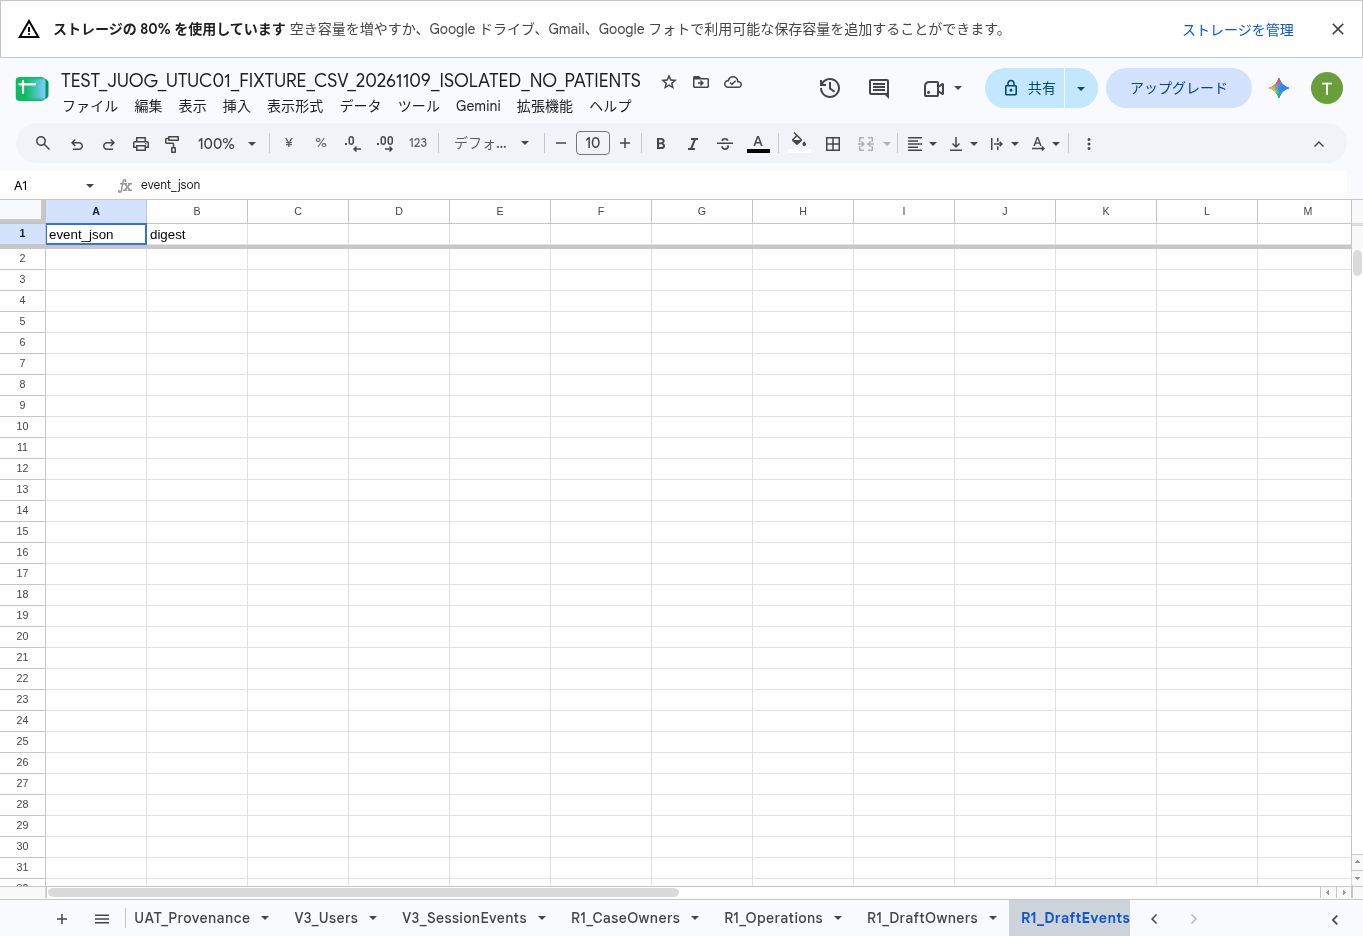 ストレージの 80% を使用しています 空き容量を増やすか、Google ドライブ、Gmail、Google フォトで利用可能な保存容量を追加することができます。 ストレージを管理
TEST_JUOG_UTUC01_FIXTURE_CSV_20261109_ISOLATED_NO_PATIENTS
ファイル 編集 表示 挿入 表示形式 データ ツール Gemini 拡張機能 ヘルプ
共有
アップグレード
T
100% ¥ % .0 .00 123 デフォ... 10 B I S A A
A1 fx event_json
A B C D E F G H I J K L M
1 event_json digest
2
3
4
5
6
7
8
9
10
11
12
13
14
15
16
17
18
19
20
21
22
23
24
25
26
27
28
29
30
31
UAT_Provenance V3_Users V3_SessionEvents R1_CaseOwners R1_Operations R1_DraftOwners R1_DraftEvents